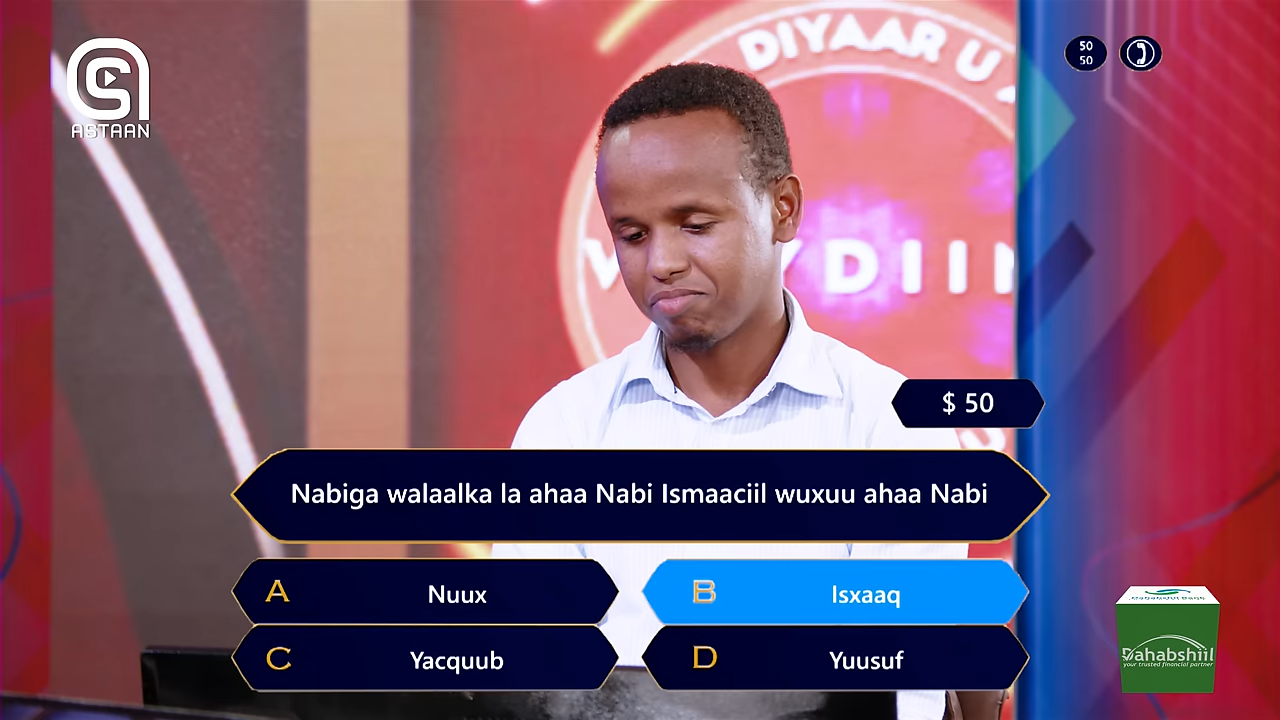 DIYAAR U
50
50
ASTAAN
$ 50
Nabiga walaalka la ahaa Nabi Ismaaciil wuxuu ahaa Nabi
A Nuux
B Isxaaq
C Yacquub
D Yuusuf
Dahabshiil
your trusted financial partner